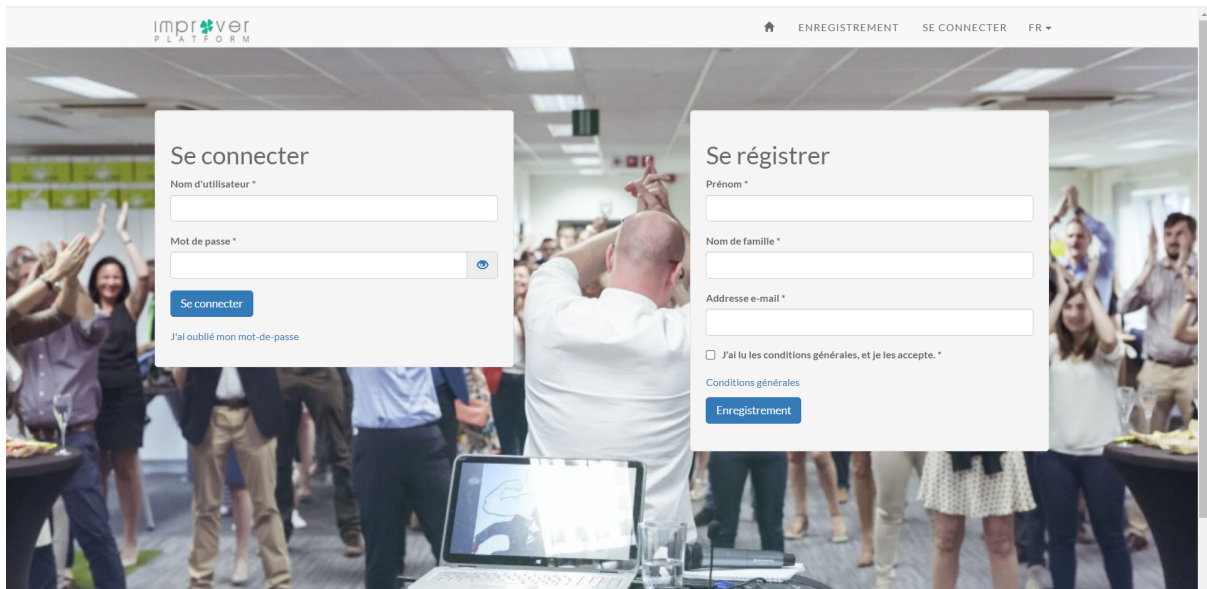 improver
PLATFORM
ENREGISTREMENT
SE CONNECTER
FR
Se connecter
Nom d'utilisateur *
Mot de passe *
Se connecter
J'ai oublié mon mot-de-passe
Se régistrer
Prénom *
Nom de famille *
Addresse e-mail *
J'ai lu les conditions générales, et je les accepte. *
Conditions générales
Enregistrement